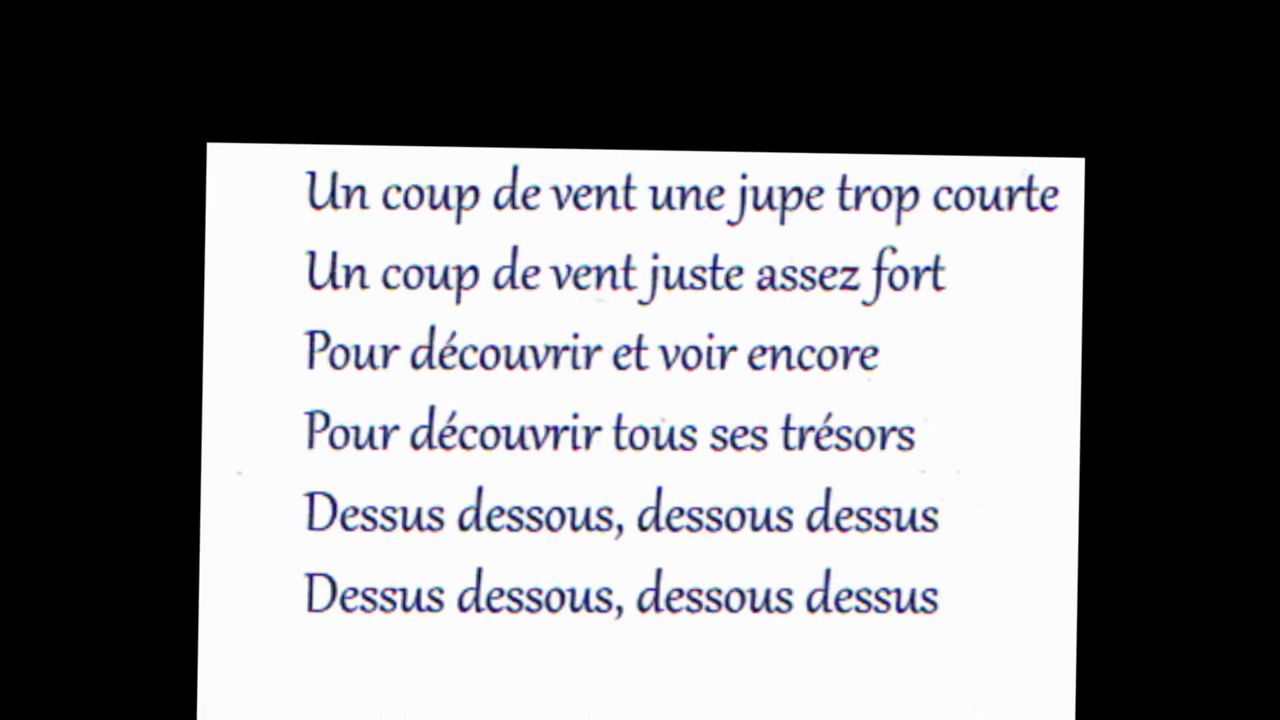 Un coup de vent une jupe trop courte
Un coup de vent juste assez fort
Pour découvrir et voir encore
Pour découvrir tous ses trésors
Dessus dessous, dessous dessus
Dessus dessous, dessous dessus